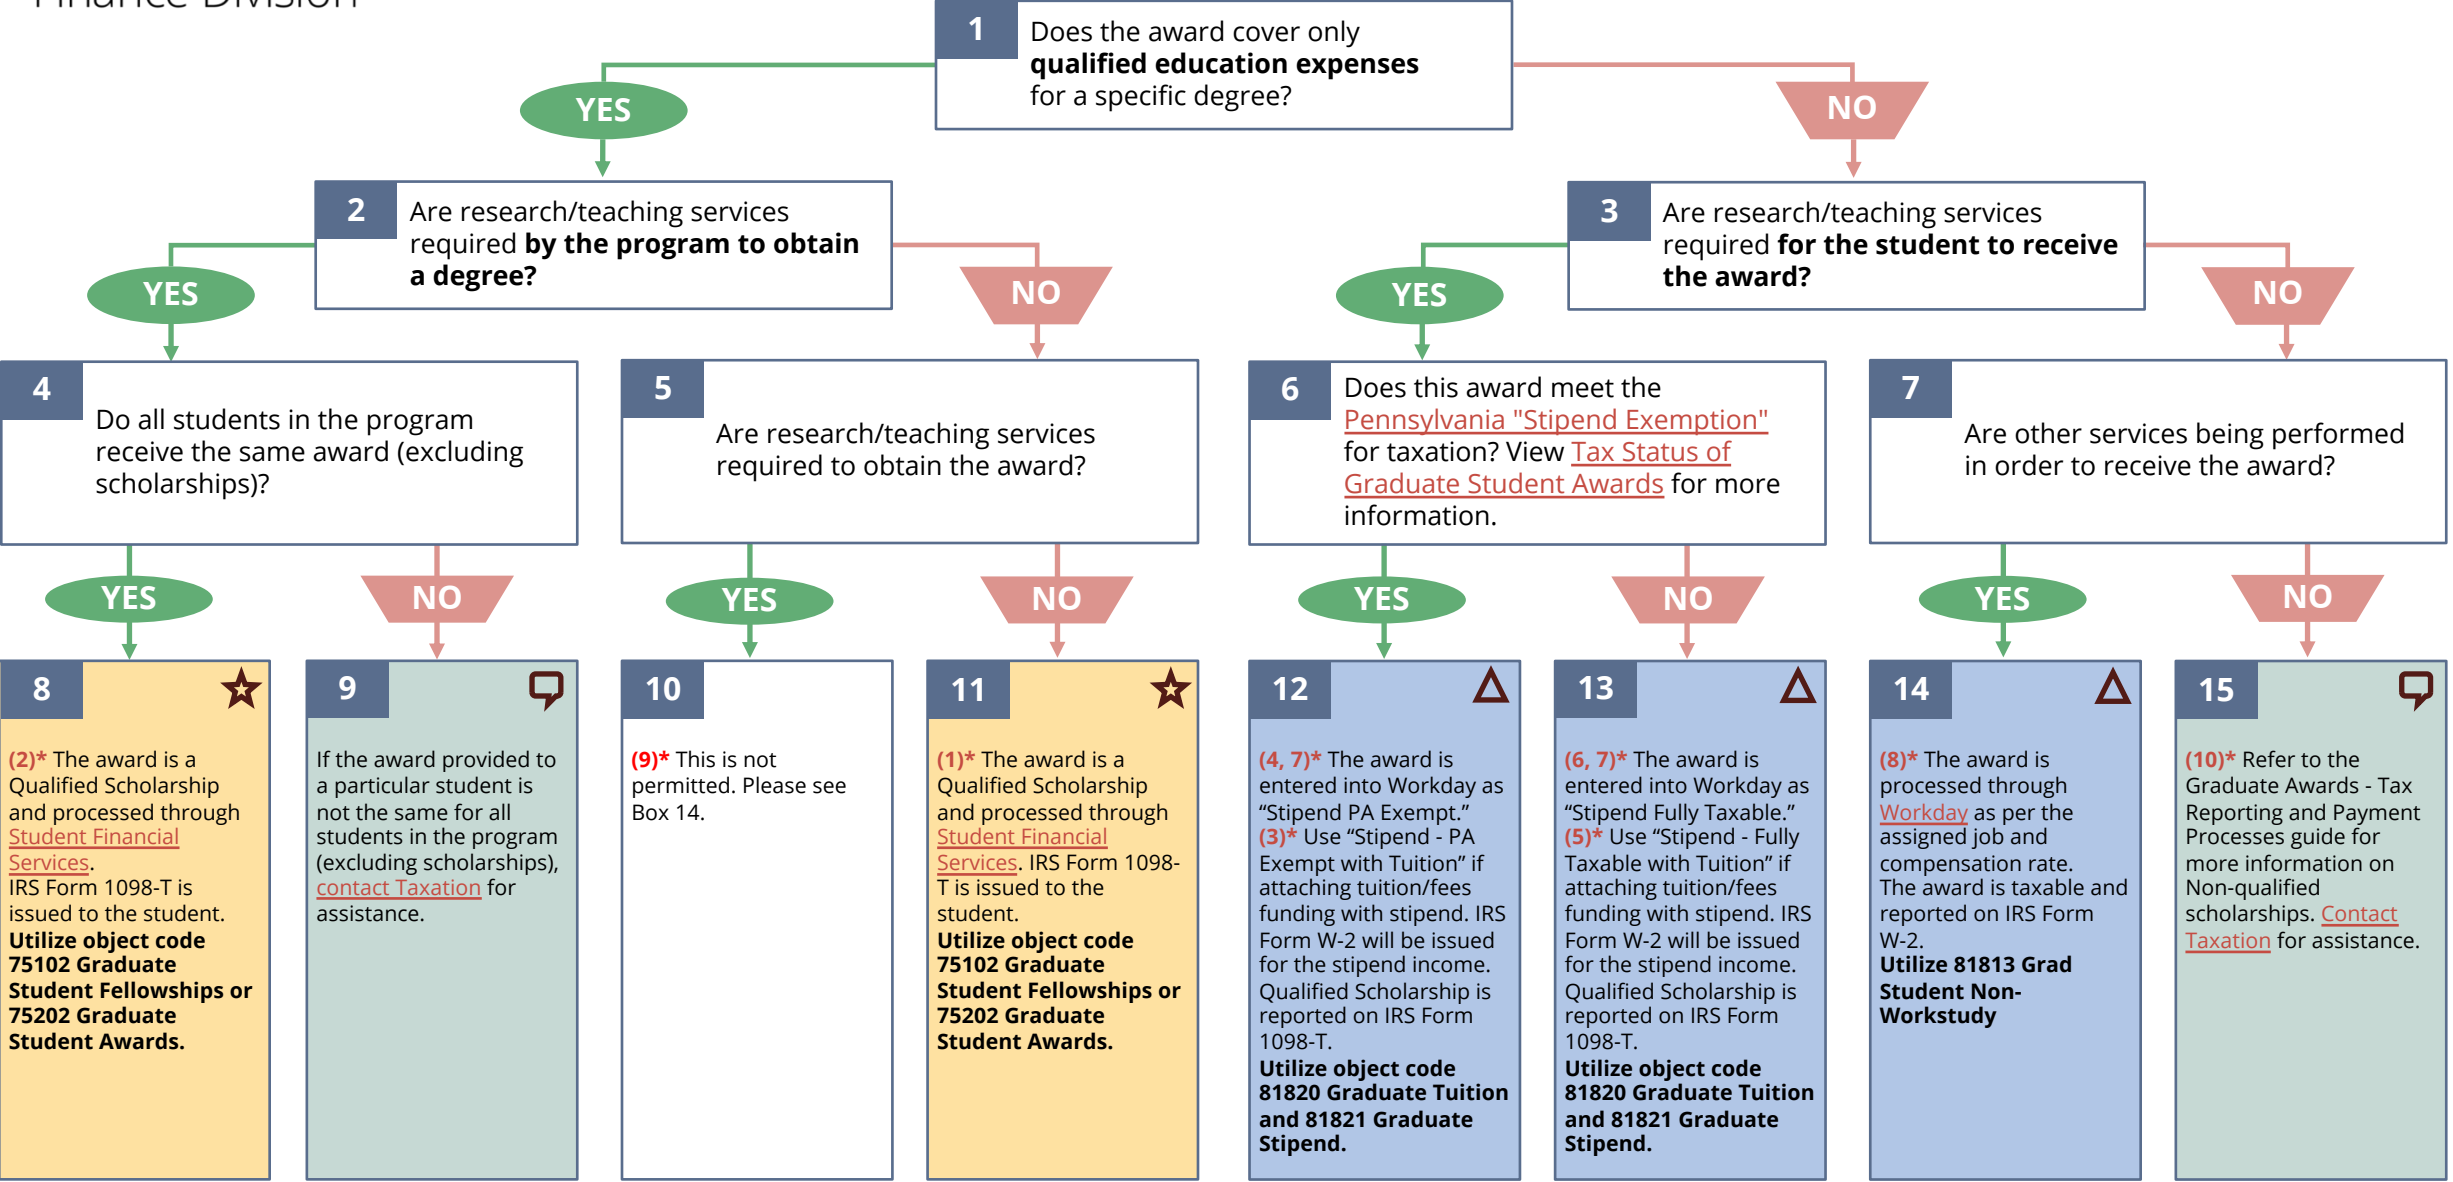 Finance Division
1
Does the award cover only
qualified education expenses
for a specific degree?
YES
NO
2
Are research/teaching services
required by the program to obtain
a degree?
3
Are research/teaching services
required for the student to receive
the award?
YES
NO
YES
NO
4
Do all students in the program
receive the same award (excluding
scholarships)?
5
Are research/teaching services
required to obtain the award?
6
Does this award meet the
Pennsylvania "Stipend Exemption"
for taxation? View Tax Status of
Graduate Student Awards for more
information.
7
Are other services being performed
in order to receive the award?
YES
NO
YES
NO
YES
NO
YES
NO
8
(2)* The award is a
Qualified Scholarship
and processed through
Student Financial
Services.
IRS Form 1098-T is
issued to the student.
Utilize object code
75102 Graduate
Student Fellowships or
75202 Graduate
Student Awards.
9
If the award provided to
a particular student is
not the same for all
students in the program
(excluding scholarships),
contact Taxation for
assistance.
10
(9)* This is not
permitted. Please see
Box 14.
11
(1)* The award is a
Qualified Scholarship
and processed through
Student Financial
Services. IRS Form 1098-
T is issued to the
student.
Utilize object code
75102 Graduate
Student Fellowships or
75202 Graduate
Student Awards.
12
(4, 7)* The award is
entered into Workday as
“Stipend PA Exempt.”
(3)* Use “Stipend - PA
Exempt with Tuition” if
attaching tuition/fees
funding with stipend. IRS
Form W-2 will be issued
for the stipend income.
Qualified Scholarship is
reported on IRS Form
1098-T.
Utilize object code
81820 Graduate Tuition
and 81821 Graduate
Stipend.
13
(6, 7)* The award is
entered into Workday as
“Stipend Fully Taxable.”
(5)* Use “Stipend - Fully
Taxable with Tuition” if
attaching tuition/fees
funding with stipend. IRS
Form W-2 will be issued
for the stipend income.
Qualified Scholarship is
reported on IRS Form
1098-T.
Utilize object code
81820 Graduate Tuition
and 81821 Graduate
Stipend.
14
(8)* The award is
processed through
Workday as per the
assigned job and
compensation rate.
The award is taxable and
reported on IRS Form
W-2.
Utilize 81813 Grad
Student Non-
Workstudy
15
(10)* Refer to the
Graduate Awards - Tax
Reporting and Payment
Processes guide for
more information on
Non-qualified
scholarships. Contact
Taxation for assistance.